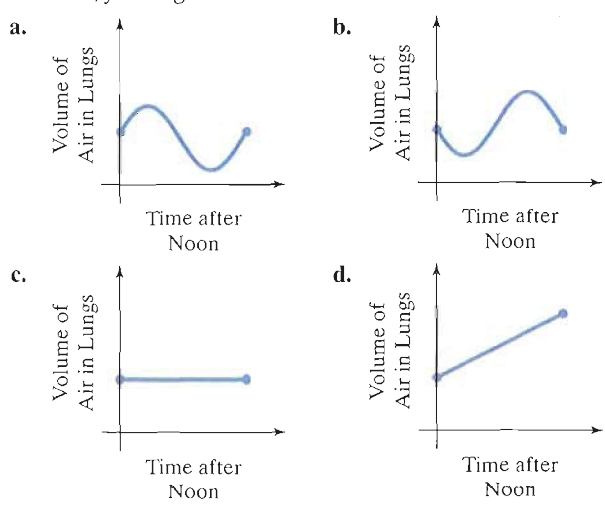 a.
Volume of
Air in Lungs
Time after
Noon
b.
Volume of
Air in Lungs
Time after
Noon
c.
Volume of
Air in Lungs
Time after
Noon
d.
Volume of
Air in Lungs
Time after
Noon